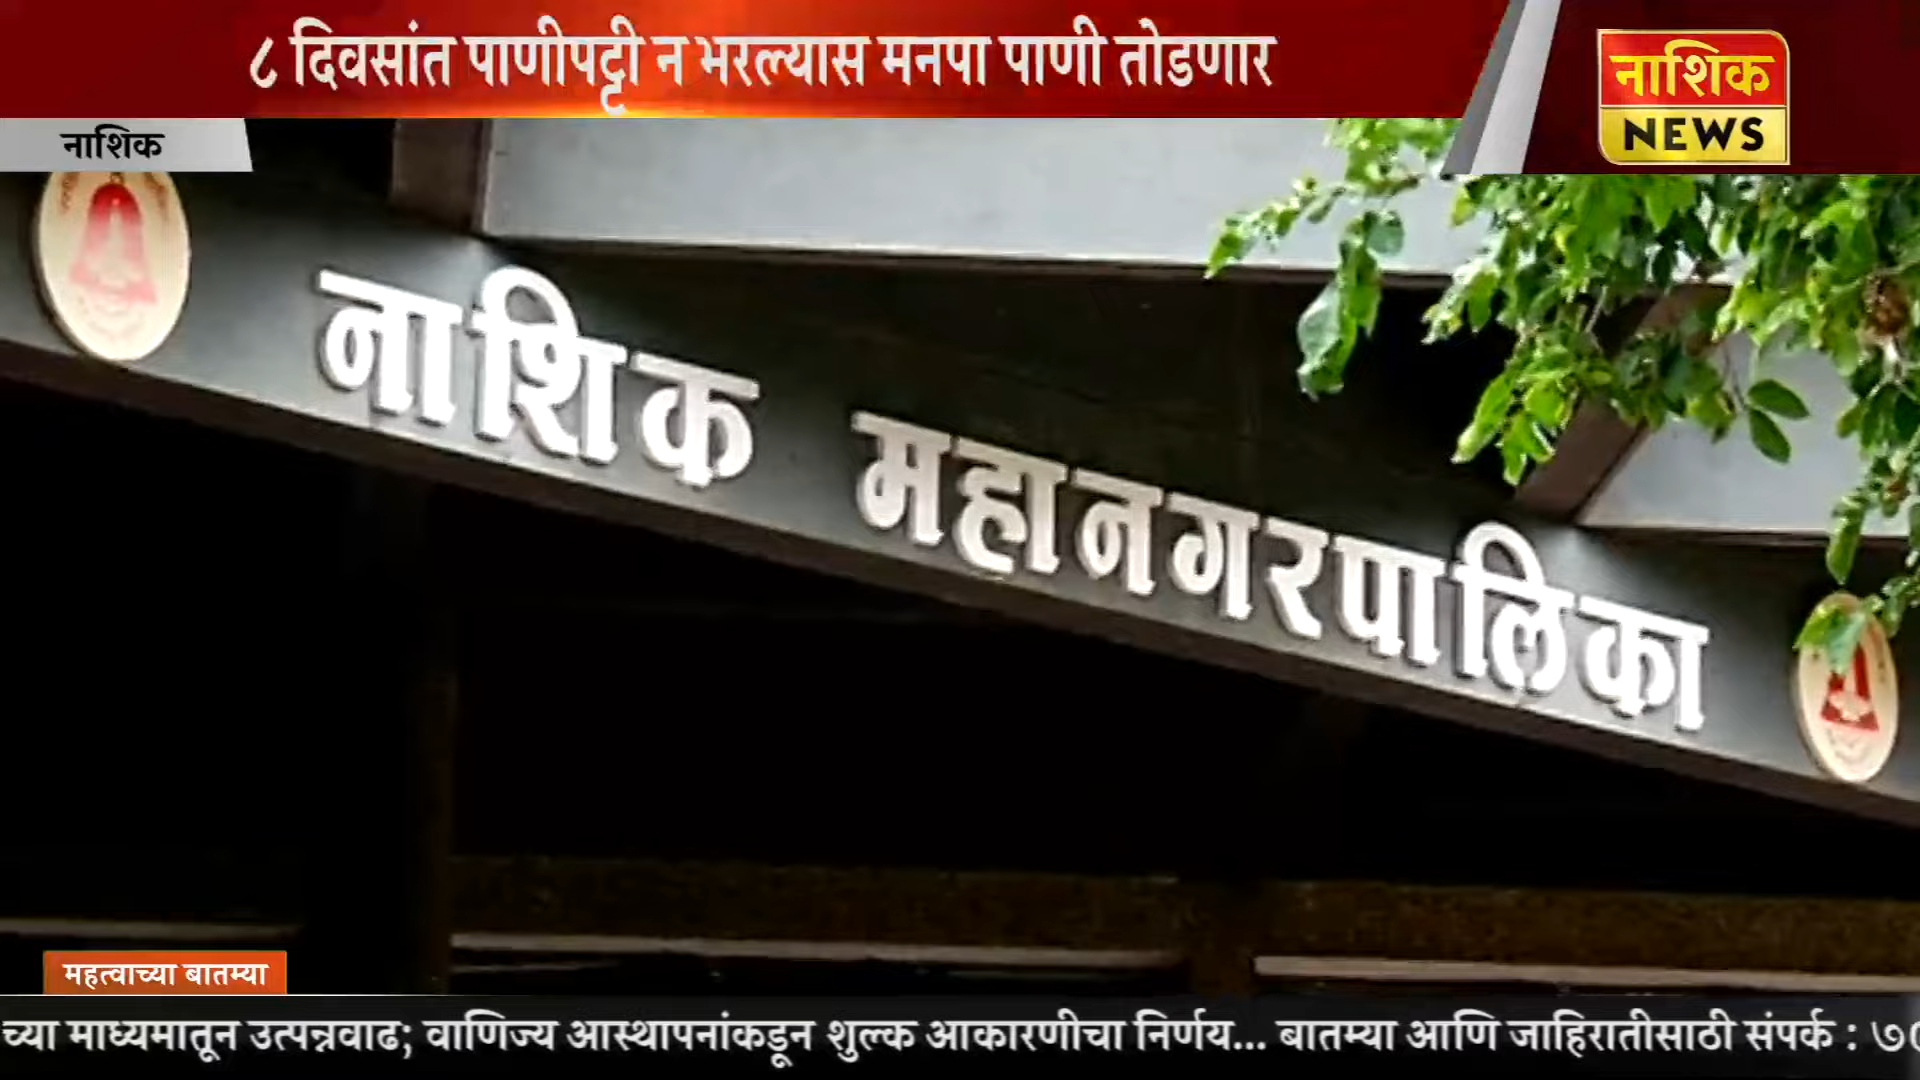 ८ दिवसांत पाणीपट्टी न भरल्यास मनपा पाणी तोडणार
नाशिक
NEWS
नाशिक
नाशिक महानगरपालिका
महत्वाच्या बातम्या
च्या माध्यमातून उत्पन्नवाढ; वाणिज्य आस्थापनांकडून शुल्क आकारणीचा निर्णय... बातम्या आणि जाहिरातीसाठी संपर्क : ७०